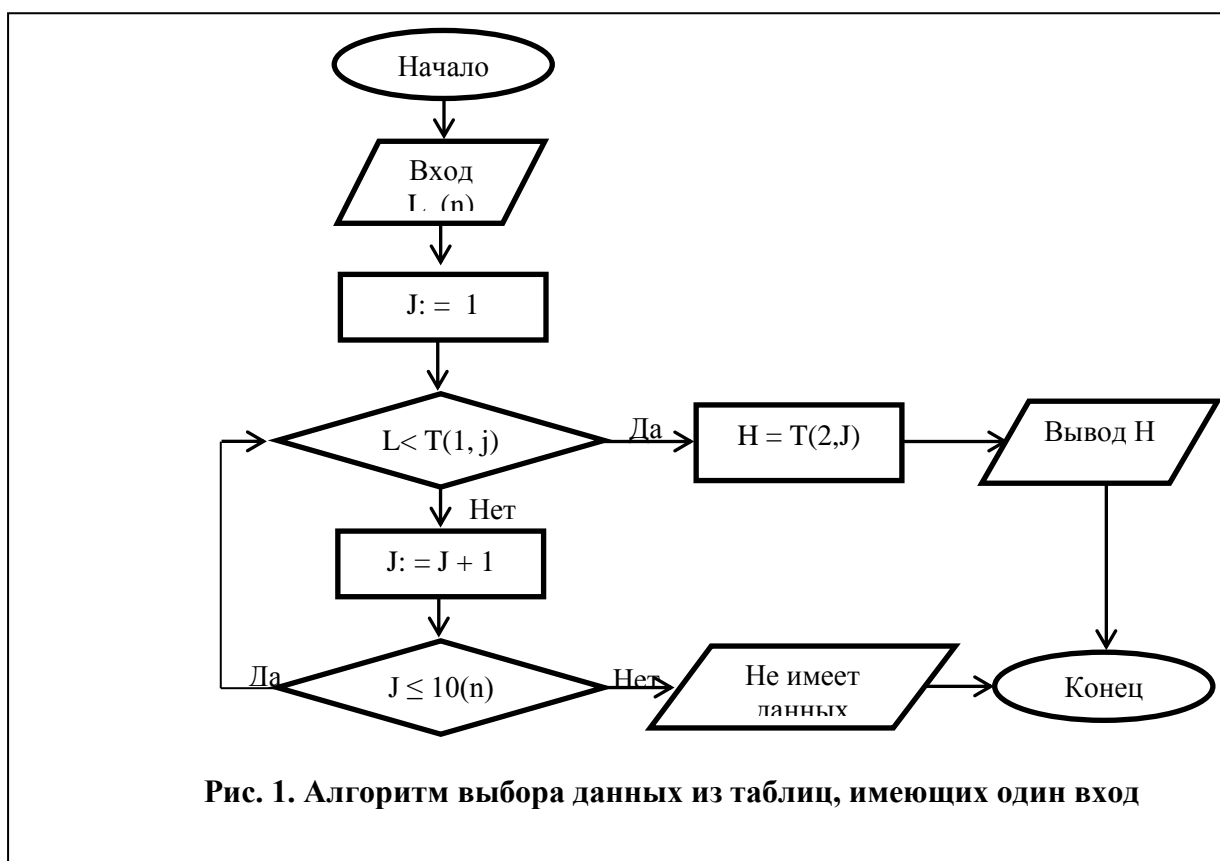 Начало
Вход
L (n)
J: = 1
L< T(1, j)
Да
H = T(2,J)
Вывод H
Нет
J: = J + 1
Да
J ≤ 10(n)
Нет
Не имеет
данных
Конец
Рис. 1. Алгоритм выбора данных из таблиц, имеющих один вход